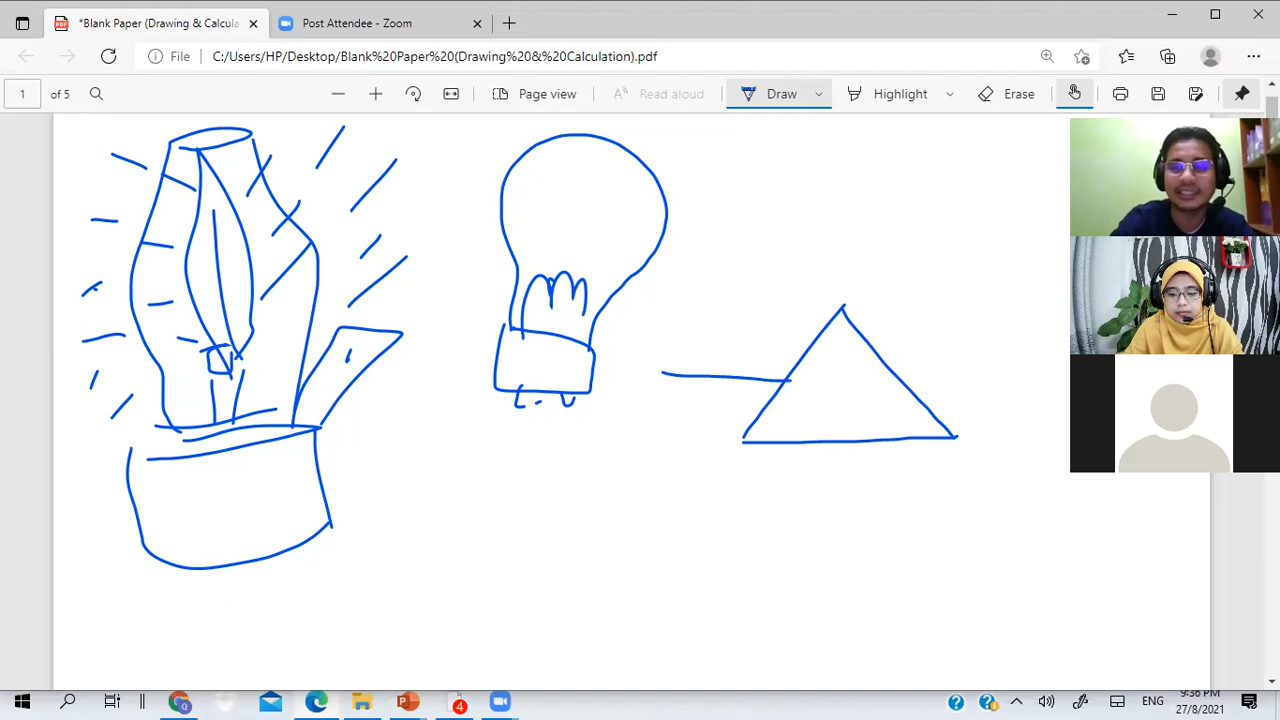 *Blank Paper (Drawing & Calcula
Post Attendee - Zoom
File
C:/Users/HP/Desktop/Blank%20Paper%20(Drawing%20&%20Calculation).pdf
1 of 5
Page view
Read aloud
Draw
Highlight
Erase
4
ENG
9:36 PM
27/8/2021